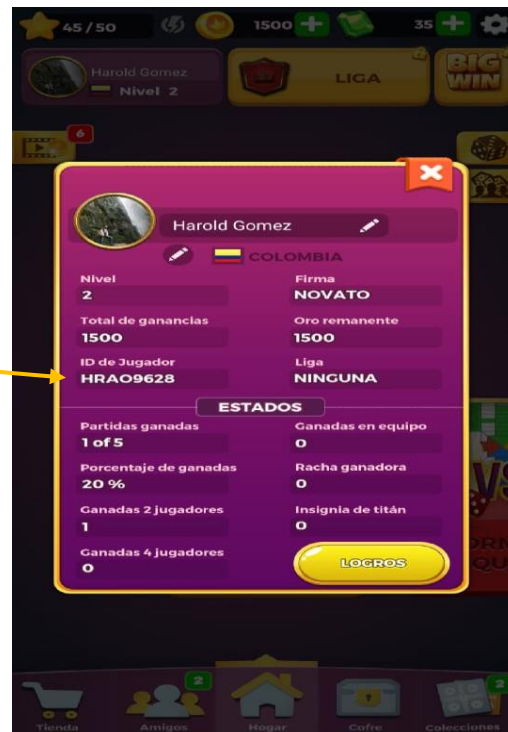 45 / 50 1500 35
Harold Gomez
Nivel 2
LIGA
BIG
WIN
6
Harold Gomez
COLOMBIA
Nivel Firma
2 NOVATO
Total de ganancias Oro remanente
1500 1500
ID de Jugador Liga
HRAO9628 NINGUNA
ESTADOS
Partidas ganadas Ganadas en equipo
1 of 5 0
Porcentaje de ganadas Racha ganadora
20 % 0
Ganadas 2 jugadores Insignia de titán
1 0
Ganadas 4 jugadores
0 LOGROS
2 2
Tienda Amigos Hogar Cofre Colecciones